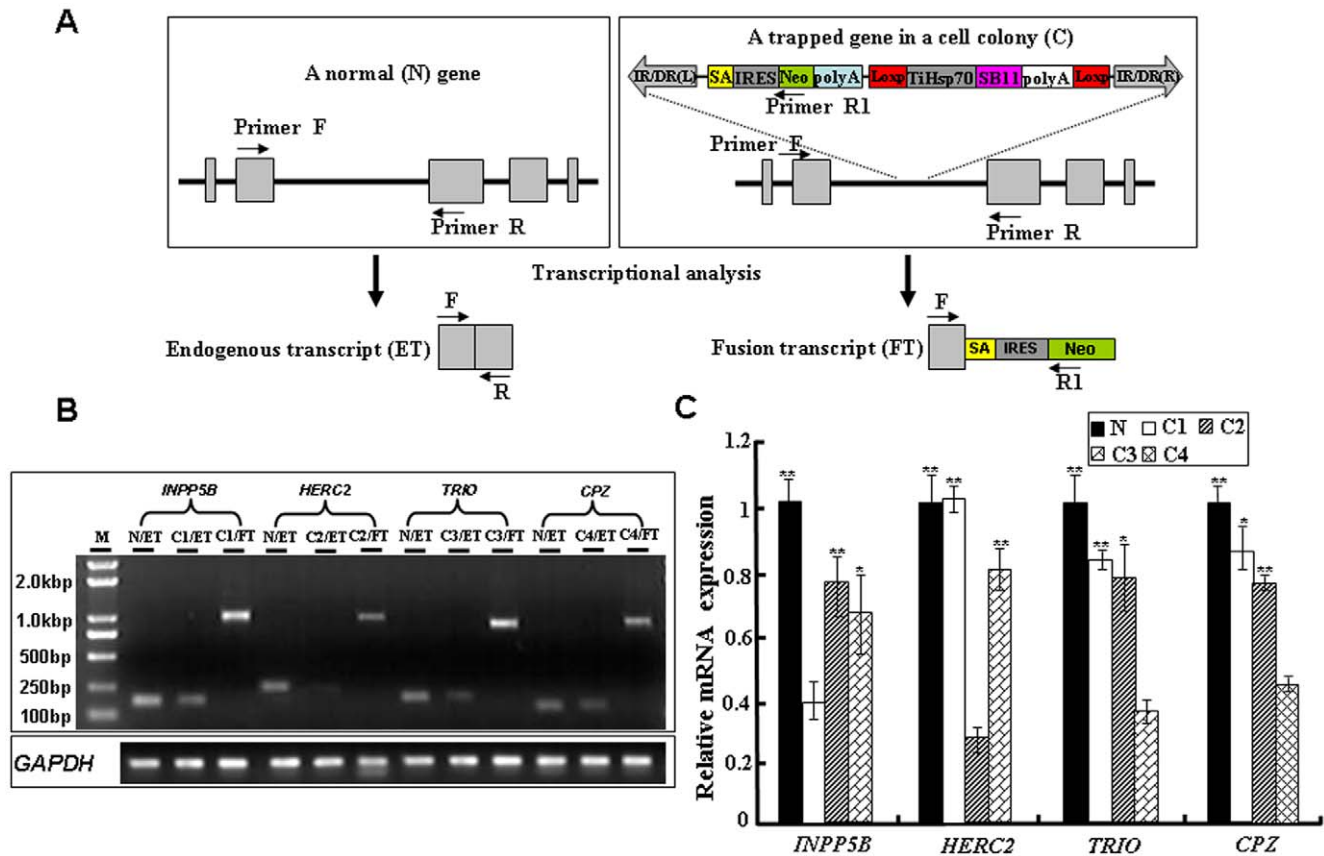 A
A normal (N) gene
Primer F
Primer R
A trapped gene in a cell colony (C)
IR/DR(L) SA IRES Neo polyA Loxp TiHsp70 SB11 polyA Loxp IR/DR(R)
Primer R1
Primer F
Primer R
Transcriptional analysis
F
Endogenous transcript (ET)
R
F
Fusion transcript (FT) SA IRES Neo
R1
B
INPP5B HERC2 TRIO CPZ
M N/ET C1/ET C1/FT N/ET C2/ET C2/FT N/ET C3/ET C3/FT N/ET C4/ET C4/FT
2.0kbp
1.0kbp
500bp
250bp
100bp
GAPDH
C
N C1 C2
C3 C4
Relative mRNA expression
1.2
1
0.8
0.6
0.4
0.2
0
** ** * ** ** ** ** ** * ** * **
INPP5B HERC2 TRIO CPZ